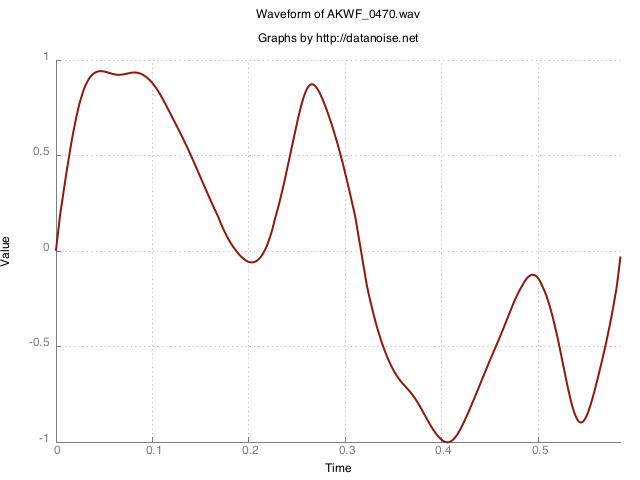 Waveform of AKWF_0470.wav
Graphs by http://datanoise.net
1
0.5
0
-0.5
-1
Value
0 0.1 0.2 0.3 0.4 0.5
Time